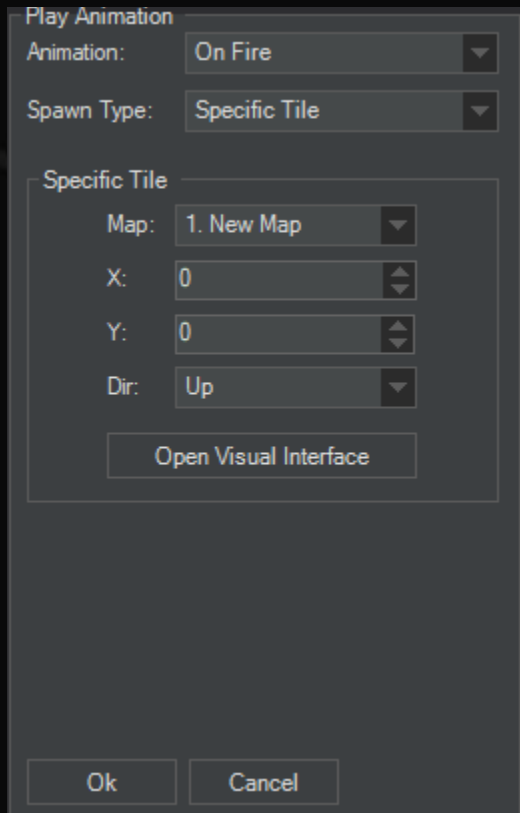 Play Animation
Animation: On Fire
Spawn Type: Specific Tile
Specific Tile
Map: 1. New Map
X: 0
Y: 0
Dir: Up
Open Visual Interface
Ok Cancel